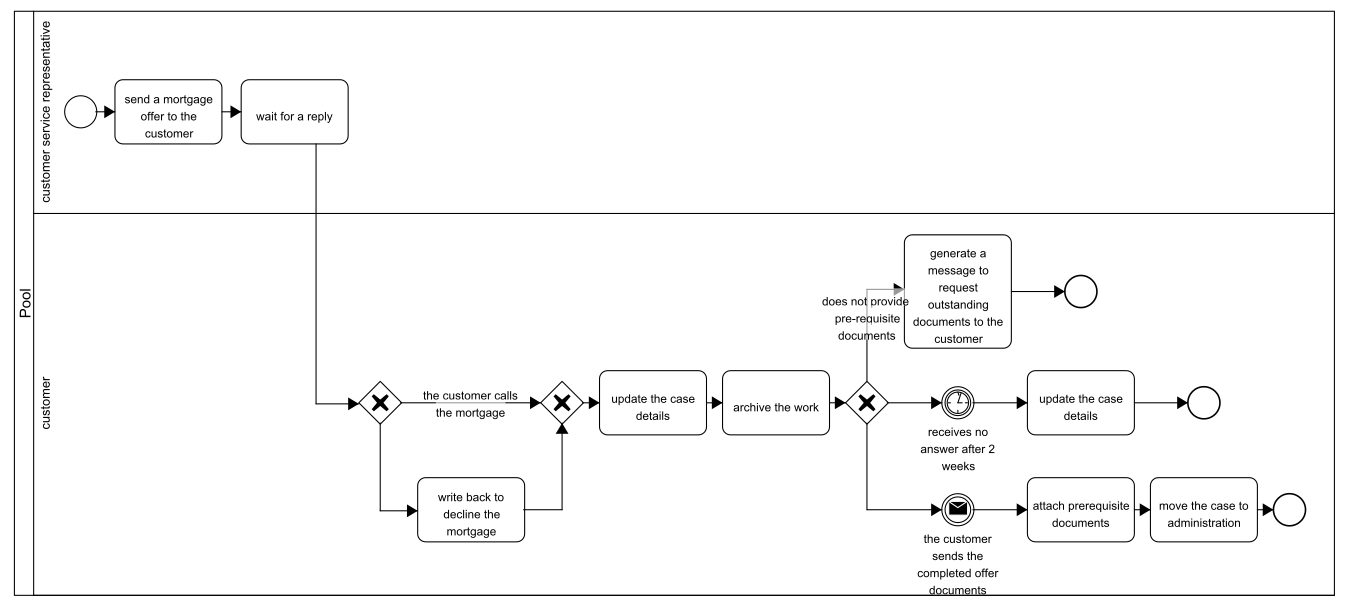 Pool
customer service representative
send a mortgage
offer to the
customer
wait for a reply
customer
the customer calls
the mortgage
write back to
decline the
mortgage
update the case
details
archive the work
does not provide
pre-requisite
documents
generate a
message to
request
outstanding
documents to the
customer
receives no
answer after 2
weeks
update the case
details
the customer
sends the
completed offer
documents
attach prerequisite
documents
move the case to
administration